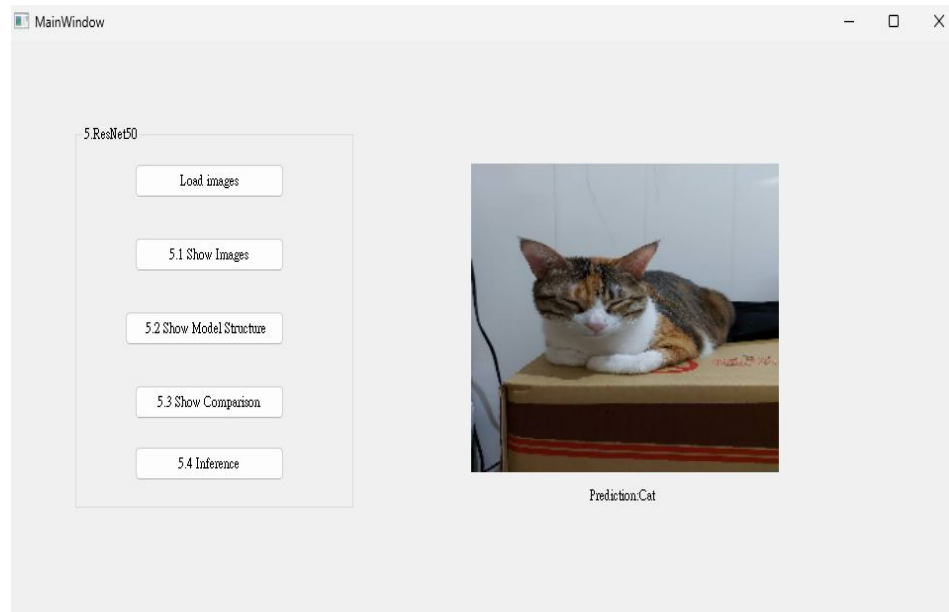 MainWindow
5.ResNet50
Load images
5.1 Show Images
5.2 Show Model Structure
5.3 Show Comparison
5.4 Inference
Prediction:Cat